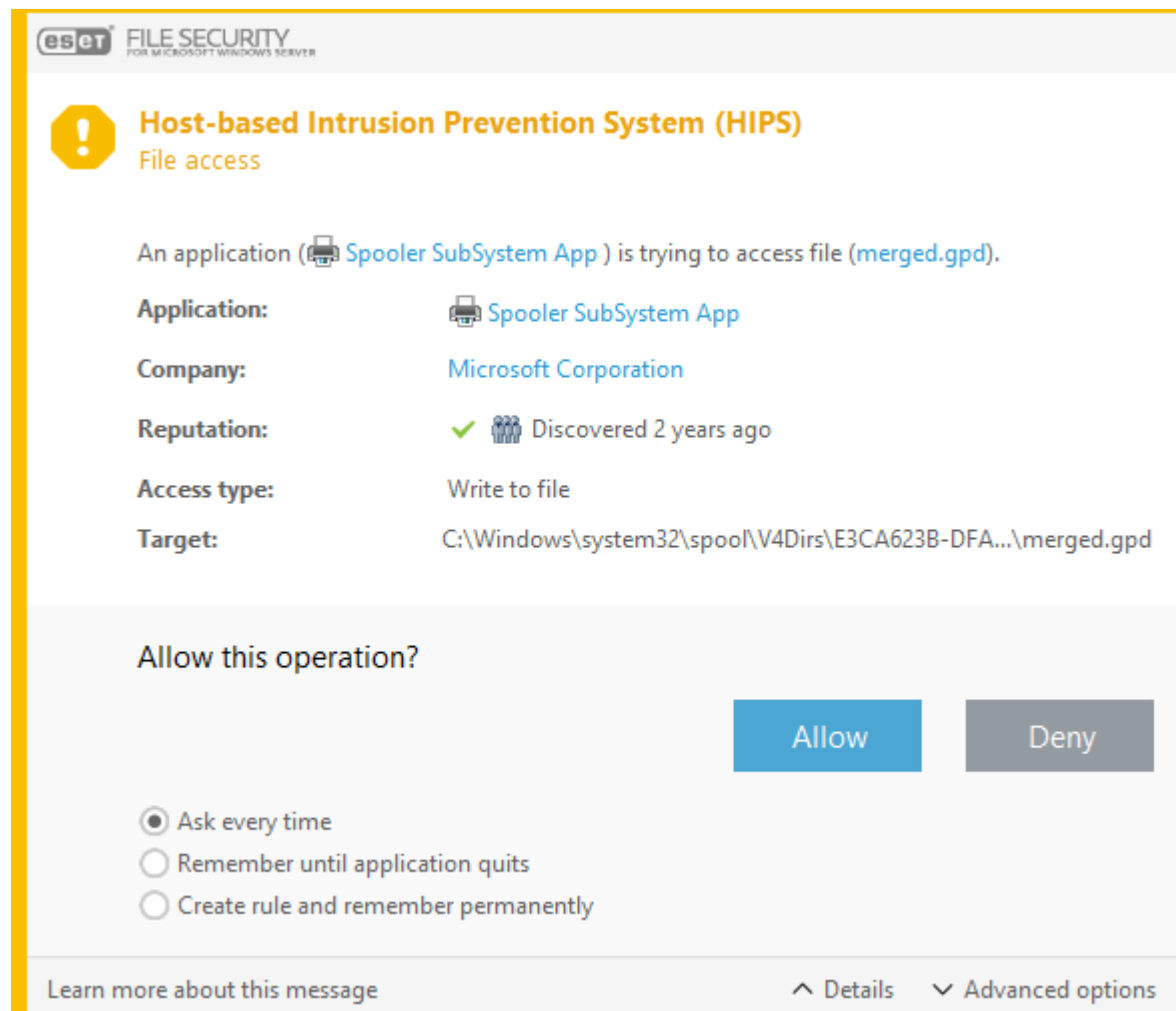 eset FILE SECURITY
FOR MICROSOFT WINDOWS SERVER
Host-based Intrusion Prevention System (HIPS)
File access
An application ( Spooler SubSystem App ) is trying to access file (merged.gpd).
Application: Spooler SubSystem App
Company: Microsoft Corporation
Reputation: Discovered 2 years ago
Access type: Write to file
Target: C:\Windows\system32\spool\V4Dirs\E3CA623B-DFA...\merged.gpd
Allow this operation?
Allow Deny
Ask every time
Remember until application quits
Create rule and remember permanently
Learn more about this message Details Advanced options